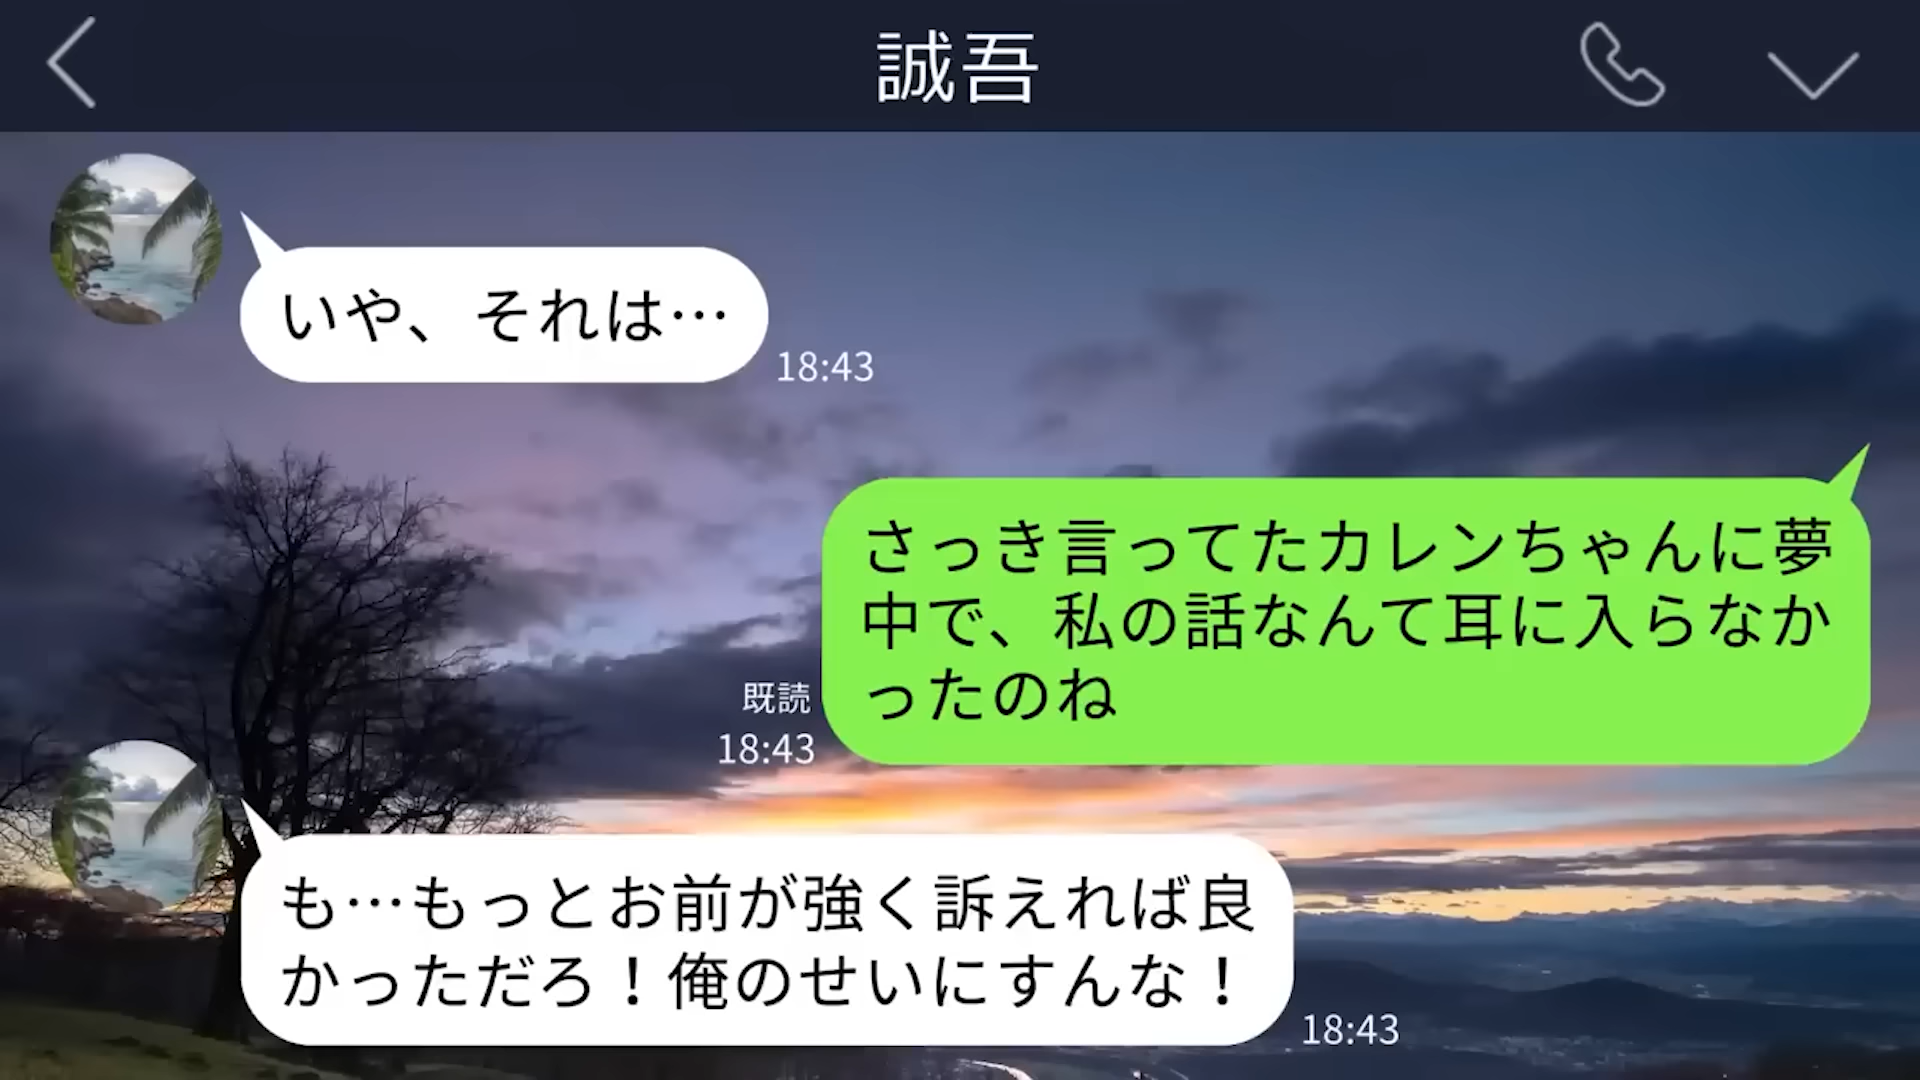 誠吾
いや、それは…
18:43
さっき言ってたカレンちゃんに夢
中で、私の話なんて耳に入らなか
ったのね
既読
18:43
も…もっとお前が強く訴えれば良
かっただろ！俺のせいにすんな！
18:43